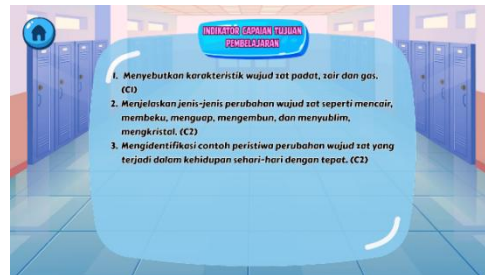 INDIKATOR CAPAIAN TUJUAN
PEMBELAJARAN
1. Menyebutkan karakteristik wujud zat padat, zair dan gas.
(C1)
2. Menjelaskan jenis-jenis perubahan wujud zat seperti mencair,
membeku, menguap, mengembun, dan menyublim,
mengkristal. (C2)
3. Mengidentifikasi contoh peristiwa perubahan wujud zat yang
terjadi dalam kehidupan sehari-hari dengan tepat. (C2)